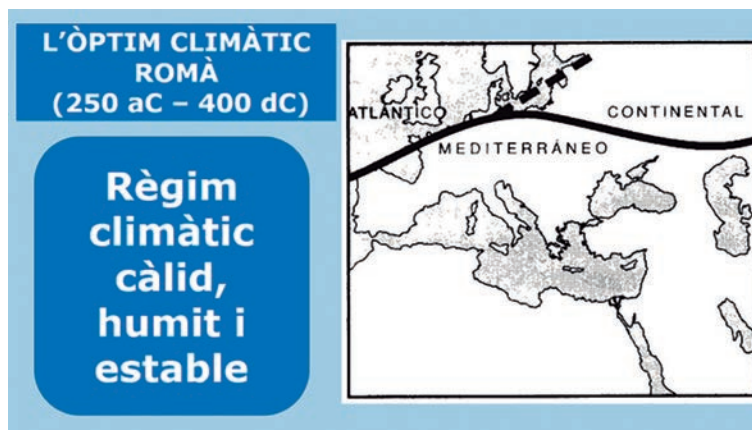 L'ÒPTIM CLIMÀTIC
ROMÀ
(250 aC – 400 dC)
Règim
climàtic
càlid,
humit i
estable
ATLÁNTICO
CONTINENTAL
MEDITERRÁNEO